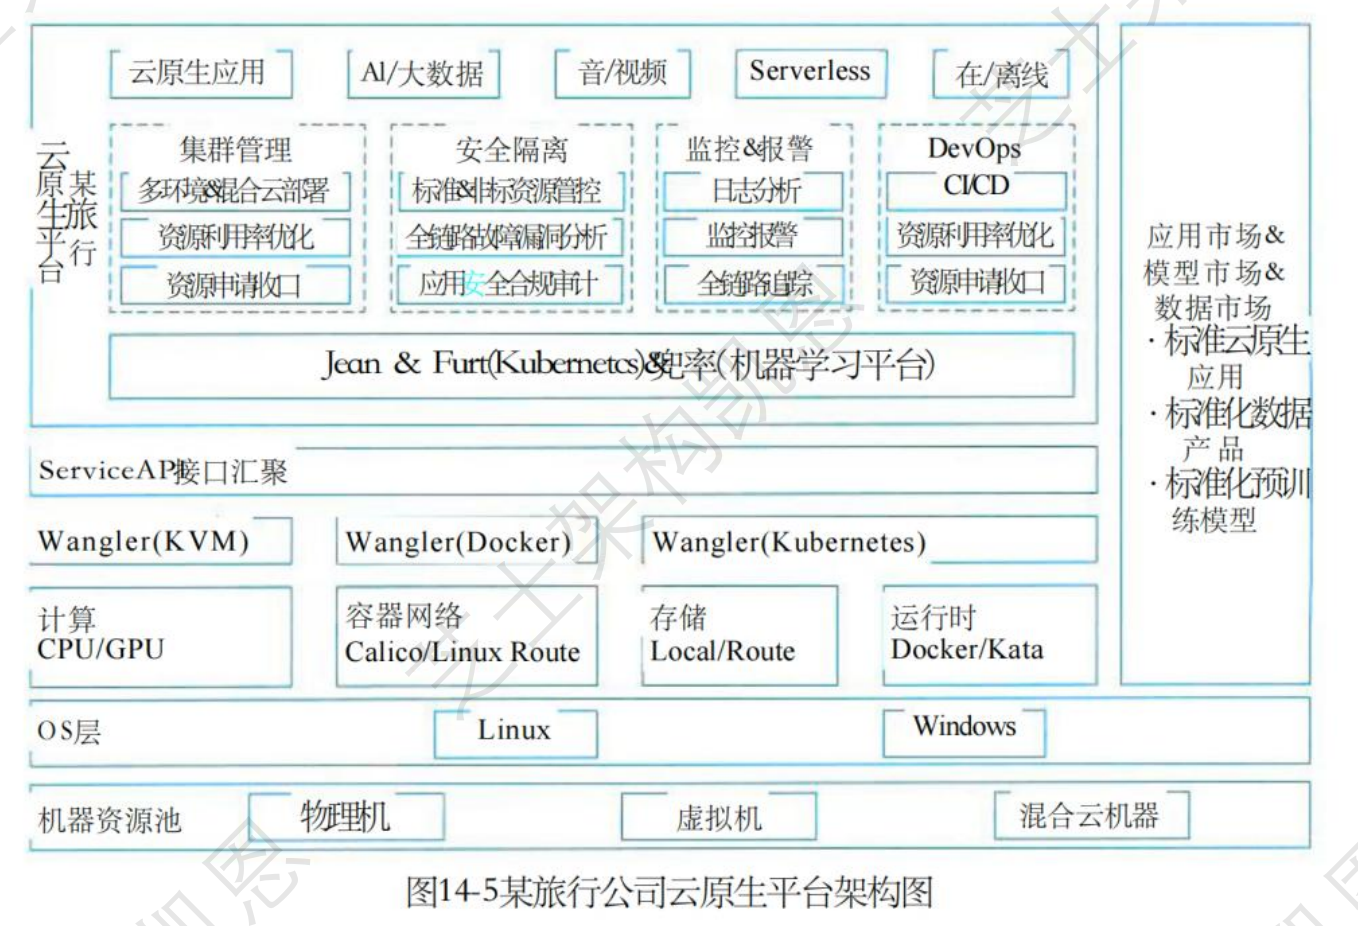 云原生应用
AI/大数据
音/视频
Serverless
在/离线
某旅行
云原生平台
集群管理
多环境&混合云部署
资源利用率优化
资源申请收口
安全隔离
标准&非标资源管控
全链路故障漏洞分析
应用安全合规审计
监控&报警
日志分析
监控报警
全链路追踪
DevOps
CI/CD
资源利用率优化
资源申请收口
Jean & Furt(Kubernetcs)&兜率(机器学习平台)
ServiceAPI接口汇聚
Wangler(KVM)
Wangler(Docker)
Wangler(Kubernetes)
计算
CPU/GPU
容器网络
Calico/Linux Route
存储
Local/Route
运行时
Docker/Kata
OS层
Linux
Windows
机器资源池
物理机
虚拟机
混合云机器
应用市场&
模型市场&
数据市场
·标准云原生
应用
·标准化数据
产品
·标准化预训
练模型
图14-5某旅行公司云原生平台架构图
芝士架构凯恩